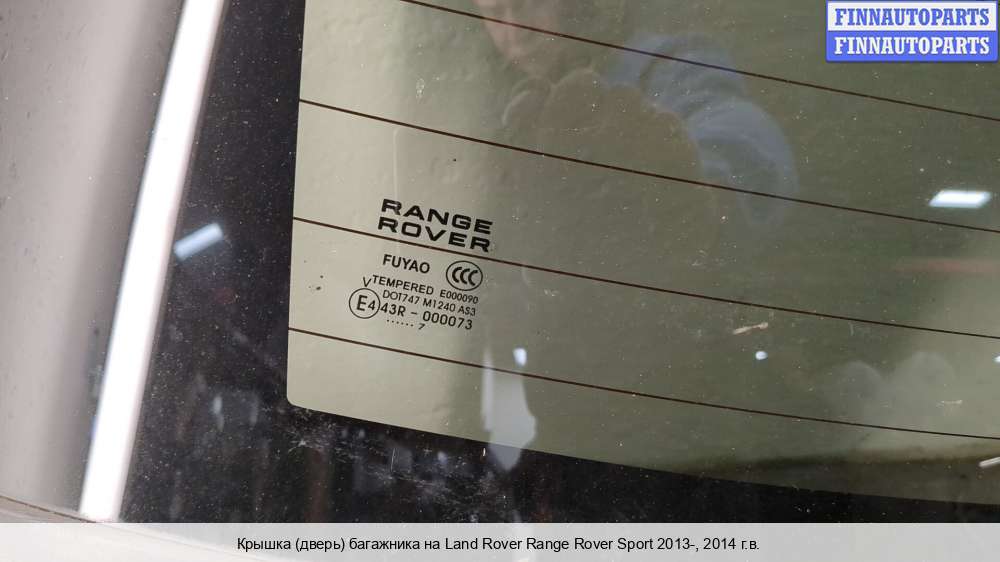 FINNAUTOPARTS
FINNAUTOPARTS
RANGE
ROVER
FUYAO CCC
V TEMPERED E000090
DOT747 M1240 AS3
E4 43R - 000073
...... 7
Крышка (дверь) багажника на Land Rover Range Rover Sport 2013-, 2014 г.в.